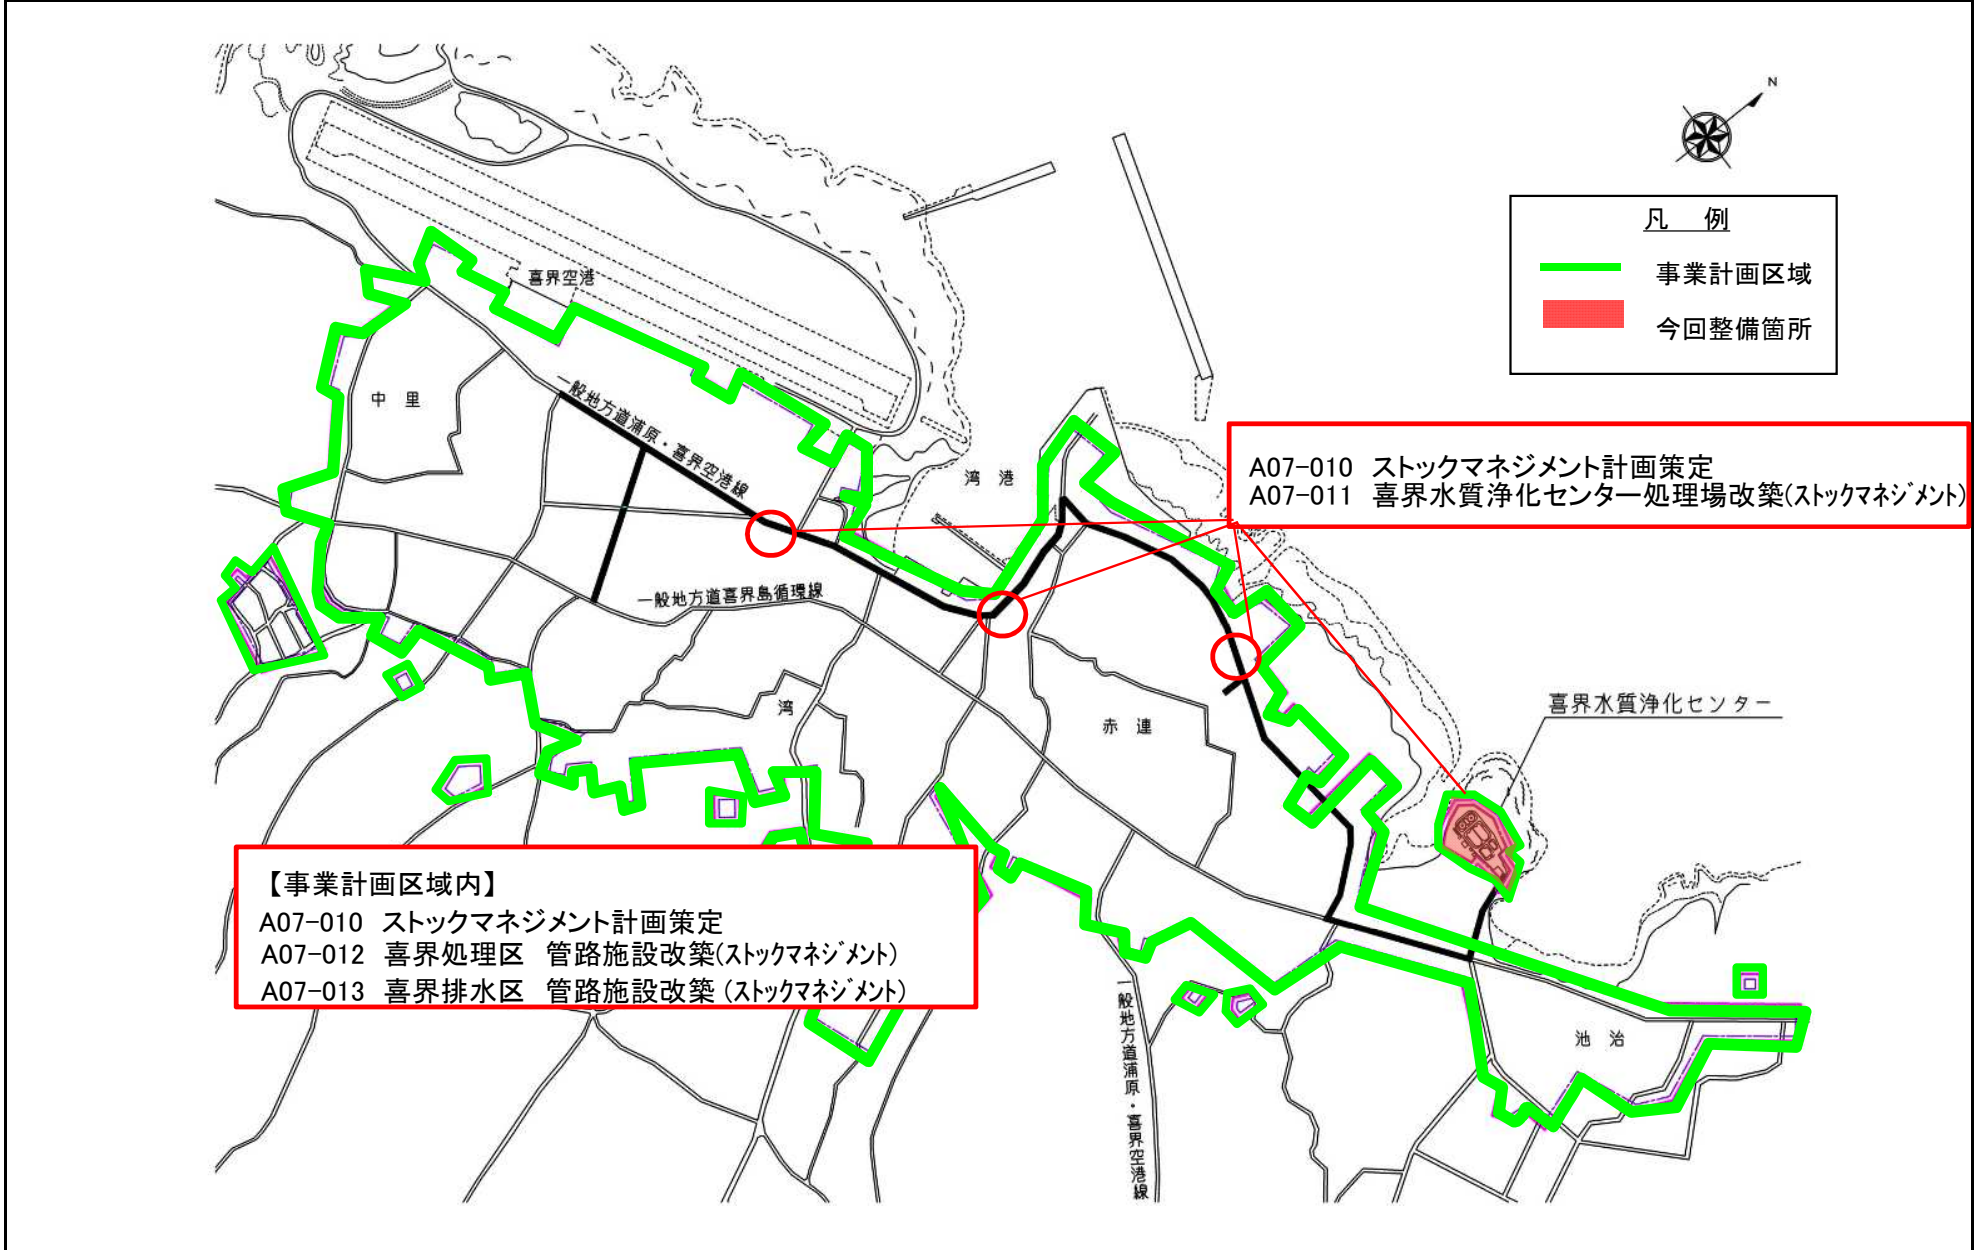 N
凡 例
事業計画区域
今回整備箇所
喜界空港
中 里
一般地方道浦原・喜界空港線
湾 港
A07-010 ストックマネジメント計画策定
A07-011 喜界水質浄化センター処理場改築(ストックマネジメント)
一般地方道喜界島循環線
湾
赤 連
喜界水質浄化センター
【事業計画区域内】
A07-010 ストックマネジメント計画策定
A07-012 喜界処理区 管路施設改築(ストックマネジメント)
A07-013 喜界排水区 管路施設改築(ストックマネジメント)
一般地方道浦原・喜界空港線
池 治